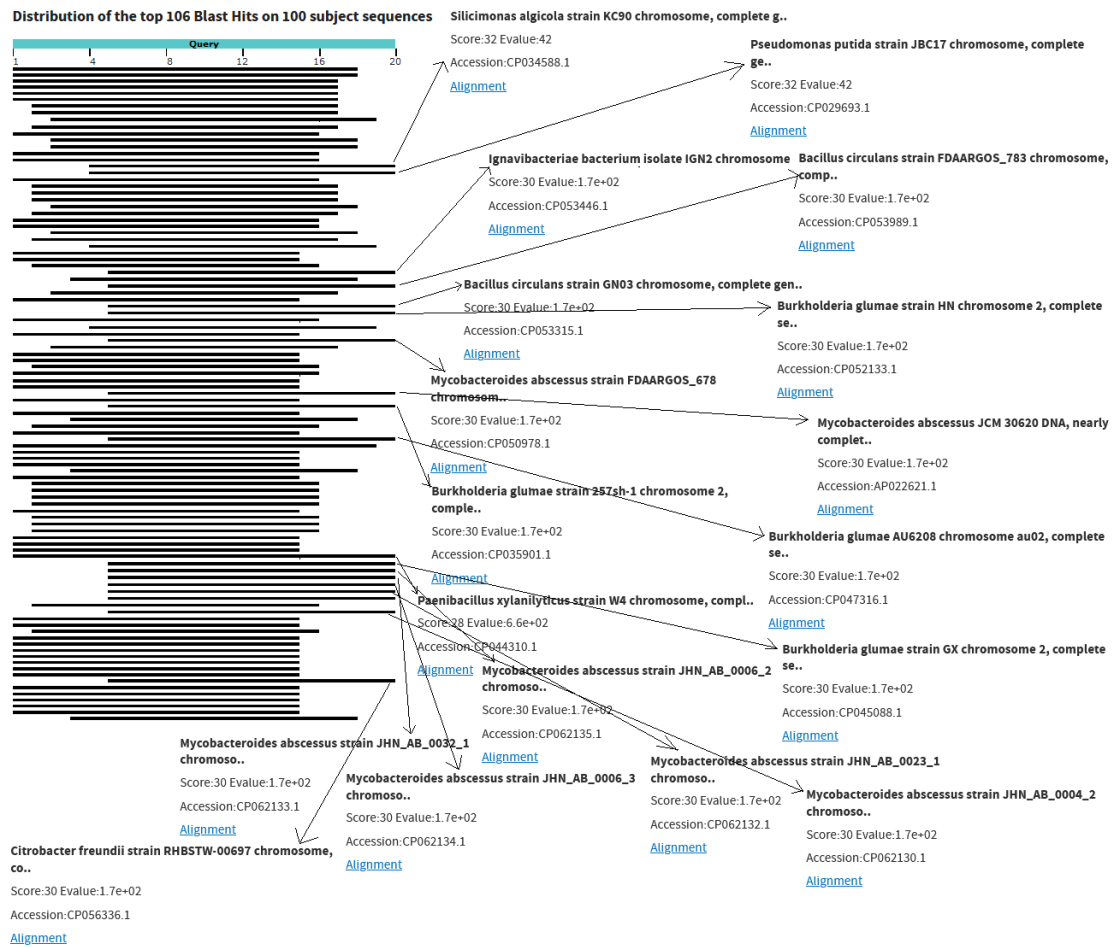 Distribution of the top 106 Blast Hits on 100 subject sequences
Query
1 4 8 12 16 20
Silicimonas algicola strain KC90 chromosome, complete g..
Score:32 Evalue:42
Accession:CP034588.1
Alignment
Pseudomonas putida strain JBC17 chromosome, complete
ge..
Score:32 Evalue:42
Accession:CP029693.1
Alignment
Ignavibacteriae bacterium isolate IGN2 chromosome
Score:30 Evalue:1.7e+02
Accession:CP053446.1
Alignment
Bacillus circulans strain FDAARGOS_783 chromosome,
comp..
Score:30 Evalue:1.7e+02
Accession:CP053989.1
Alignment
Bacillus circulans strain GN03 chromosome, complete gen..
Score:30 Evalue:1.7e+02
Accession:CP053315.1
Alignment
Burkholderia glumae strain HN chromosome 2, complete
se..
Score:30 Evalue:1.7e+02
Accession:CP052133.1
Alignment
Mycobacteroides abscessus strain FDAARGOS_678
chromosom..
Score:30 Evalue:1.7e+02
Accession:CP050978.1
Alignment
Mycobacteroides abscessus JCM 30620 DNA, nearly
complet..
Score:30 Evalue:1.7e+02
Accession:AP022621.1
Alignment
Burkholderia glumae strain 257sh-1 chromosome 2,
comple..
Score:30 Evalue:1.7e+02
Accession:CP035901.1
Alignment
Burkholderia glumae AU6208 chromosome au02, complete
se..
Score:30 Evalue:1.7e+02
Accession:CP047316.1
Alignment
Paenibacillus xylanilyticus strain W4 chromosome, compl..
Score:28 Evalue:6.6e+02
Accession:CP044310.1
Alignment
Burkholderia glumae strain GX chromosome 2, complete
se..
Score:30 Evalue:1.7e+02
Accession:CP045088.1
Alignment
Mycobacteroides abscessus strain JHN_AB_0006_2
chromoso..
Score:30 Evalue:1.7e+02
Accession:CP062135.1
Alignment
Mycobacteroides abscessus strain JHN_AB_0032_1
chromoso..
Score:30 Evalue:1.7e+02
Accession:CP062133.1
Alignment
Mycobacteroides abscessus strain JHN_AB_0006_3
chromoso..
Score:30 Evalue:1.7e+02
Accession:CP062134.1
Alignment
Mycobacteroides abscessus strain JHN_AB_0023_1
chromoso..
Score:30 Evalue:1.7e+02
Accession:CP062132.1
Alignment
Mycobacteroides abscessus strain JHN_AB_0004_2
chromoso..
Score:30 Evalue:1.7e+02
Accession:CP062130.1
Alignment
Citrobacter freundii strain RHBSTW-00697 chromosome,
co..
Score:30 Evalue:1.7e+02
Accession:CP056336.1
Alignment